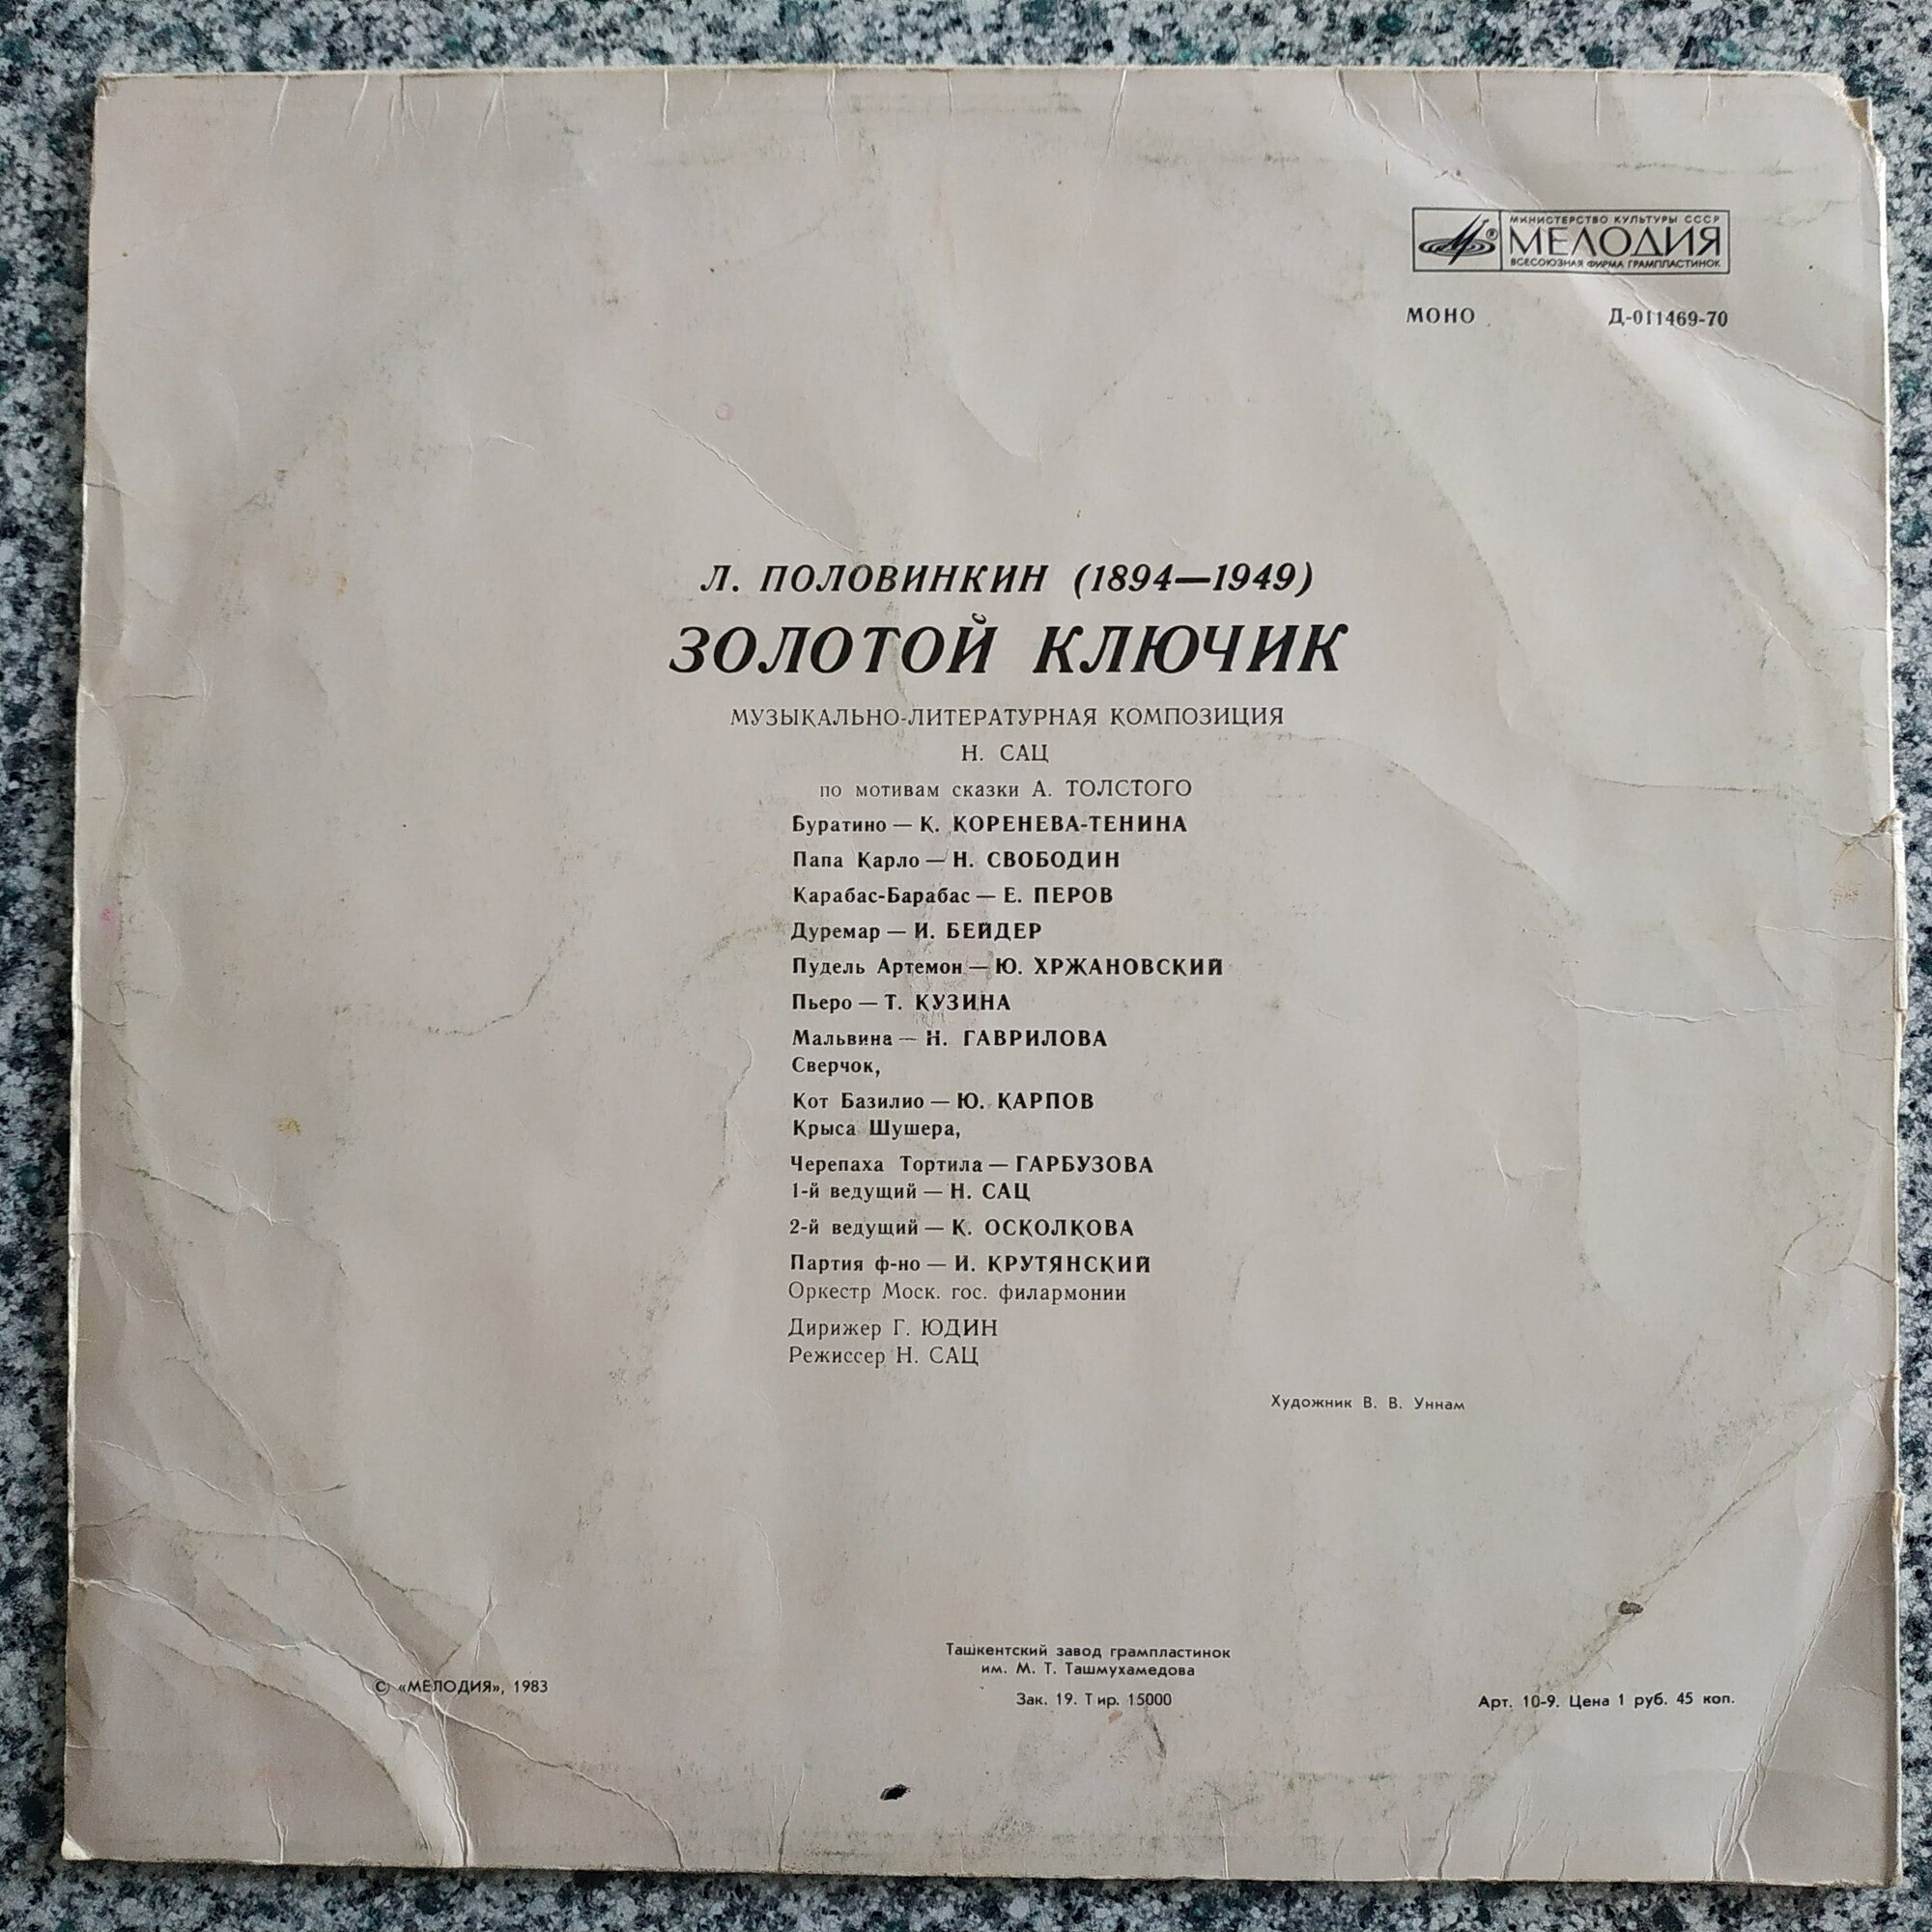 МИНИСТЕРСТВО КУЛЬТУРЫ СССР
МЕЛОДИЯ
ВСЕСОЮЗНАЯ ФИРМА ГРАМПЛАСТИНОК
МОНО Д-011469-70
Л. ПОЛОВИНКИН (1894—1949)
ЗОЛОТОЙ КЛЮЧИК
МУЗЫКАЛЬНО-ЛИТЕРАТУРНАЯ КОМПОЗИЦИЯ
Н. САЦ
по мотивам сказки А. ТОЛСТОГО
Буратино — К. КОРЕНЕВА-ТЕНИНА
Папа Карло — Н. СВОБОДИН
Карабас-Барабас — Е. ПЕРОВ
Дуремар — И. БЕЙДЕР
Пудель Артемон — Ю. ХРЖАНОВСКИЙ
Пьеро — Т. КУЗИНА
Мальвина — Н. ГАВРИЛОВА
Сверчок,
Кот Базилио — Ю. КАРПОВ
Крыса Шушера,
Черепаха Тортила — ГАРБУЗОВА
1-й ведущий — Н. САЦ
2-й ведущий — К. ОСКОЛКОВА
Партия ф-но — И. КРУТЯНСКИЙ
Оркестр Моск. гос. филармонии
Дирижер Г. ЮДИН
Режиссер Н. САЦ
Художник В. В. Уннам
Ташкентский завод грампластинок
им. М. Т. Ташмухамедова
© «МЕЛОДИЯ», 1983
Зак. 19. Тир. 15000
Арт. 10-9. Цена 1 руб. 45 коп.